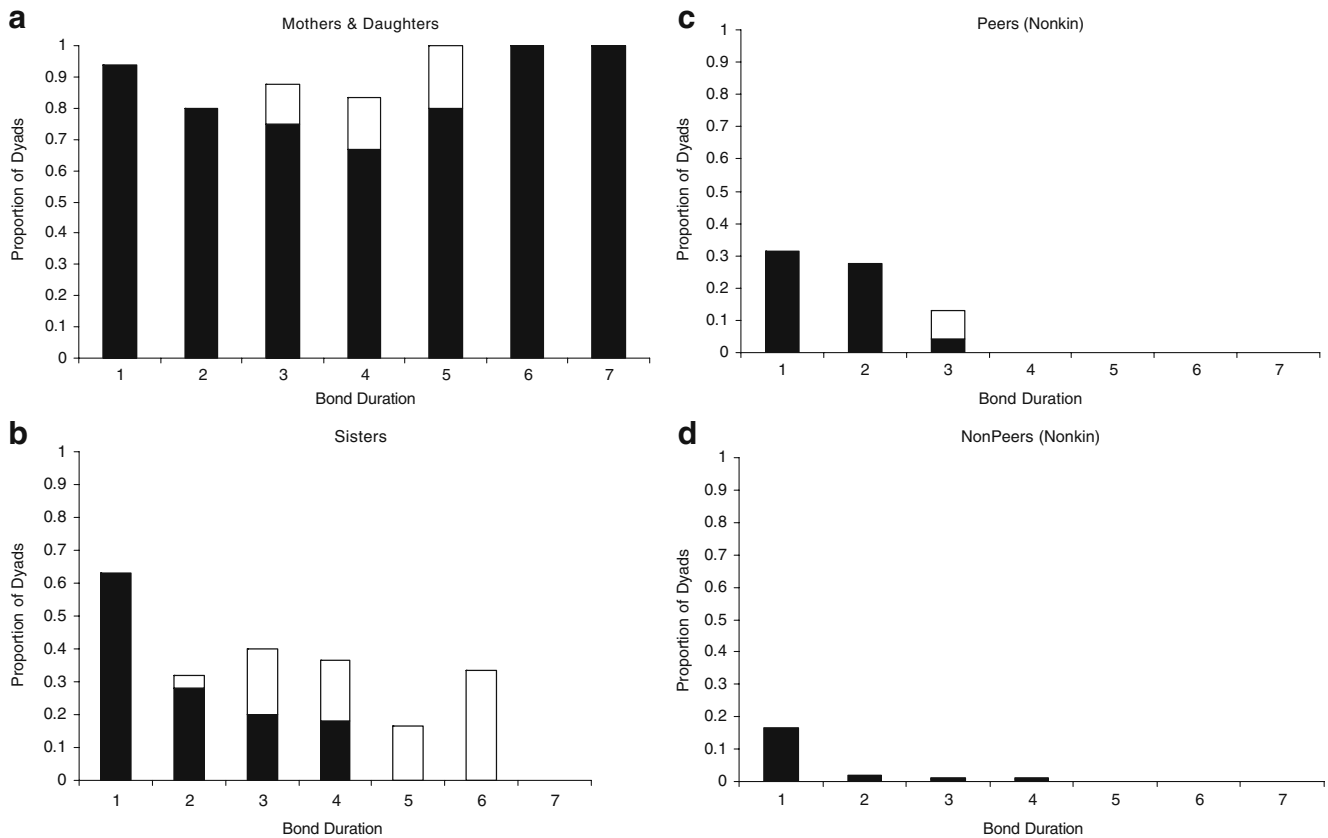 a
Mothers & Daughters
1
0.9
0.8
0.7
0.6
0.5
0.4
0.3
0.2
0.1
0
Proportion of Dyads
1 2 3 4 5 6 7
Bond Duration
b
Sisters
1
0.9
0.8
0.7
0.6
0.5
0.4
0.3
0.2
0.1
0
Proportion of Dyads
1 2 3 4 5 6 7
Bond Duration
c
Peers (Nonkin)
1
0.9
0.8
0.7
0.6
0.5
0.4
0.3
0.2
0.1
0
Proportion of Dyads
1 2 3 4 5 6 7
Bond Duration
d
NonPeers (Nonkin)
1
0.9
0.8
0.7
0.6
0.5
0.4
0.3
0.2
0.1
0
Proportion of Dyads
1 2 3 4 5 6 7
Bond Duration